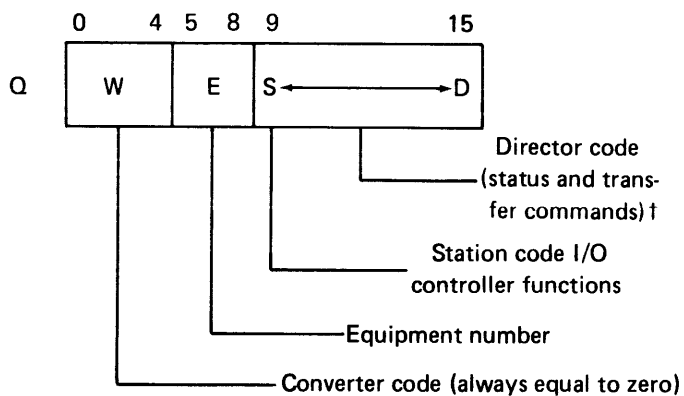 0 4 5 8 9 15
Q W E S D
Director code
(status and trans-
fer commands) †
Station code I/O
controller functions
Equipment number
Converter code (always equal to zero)